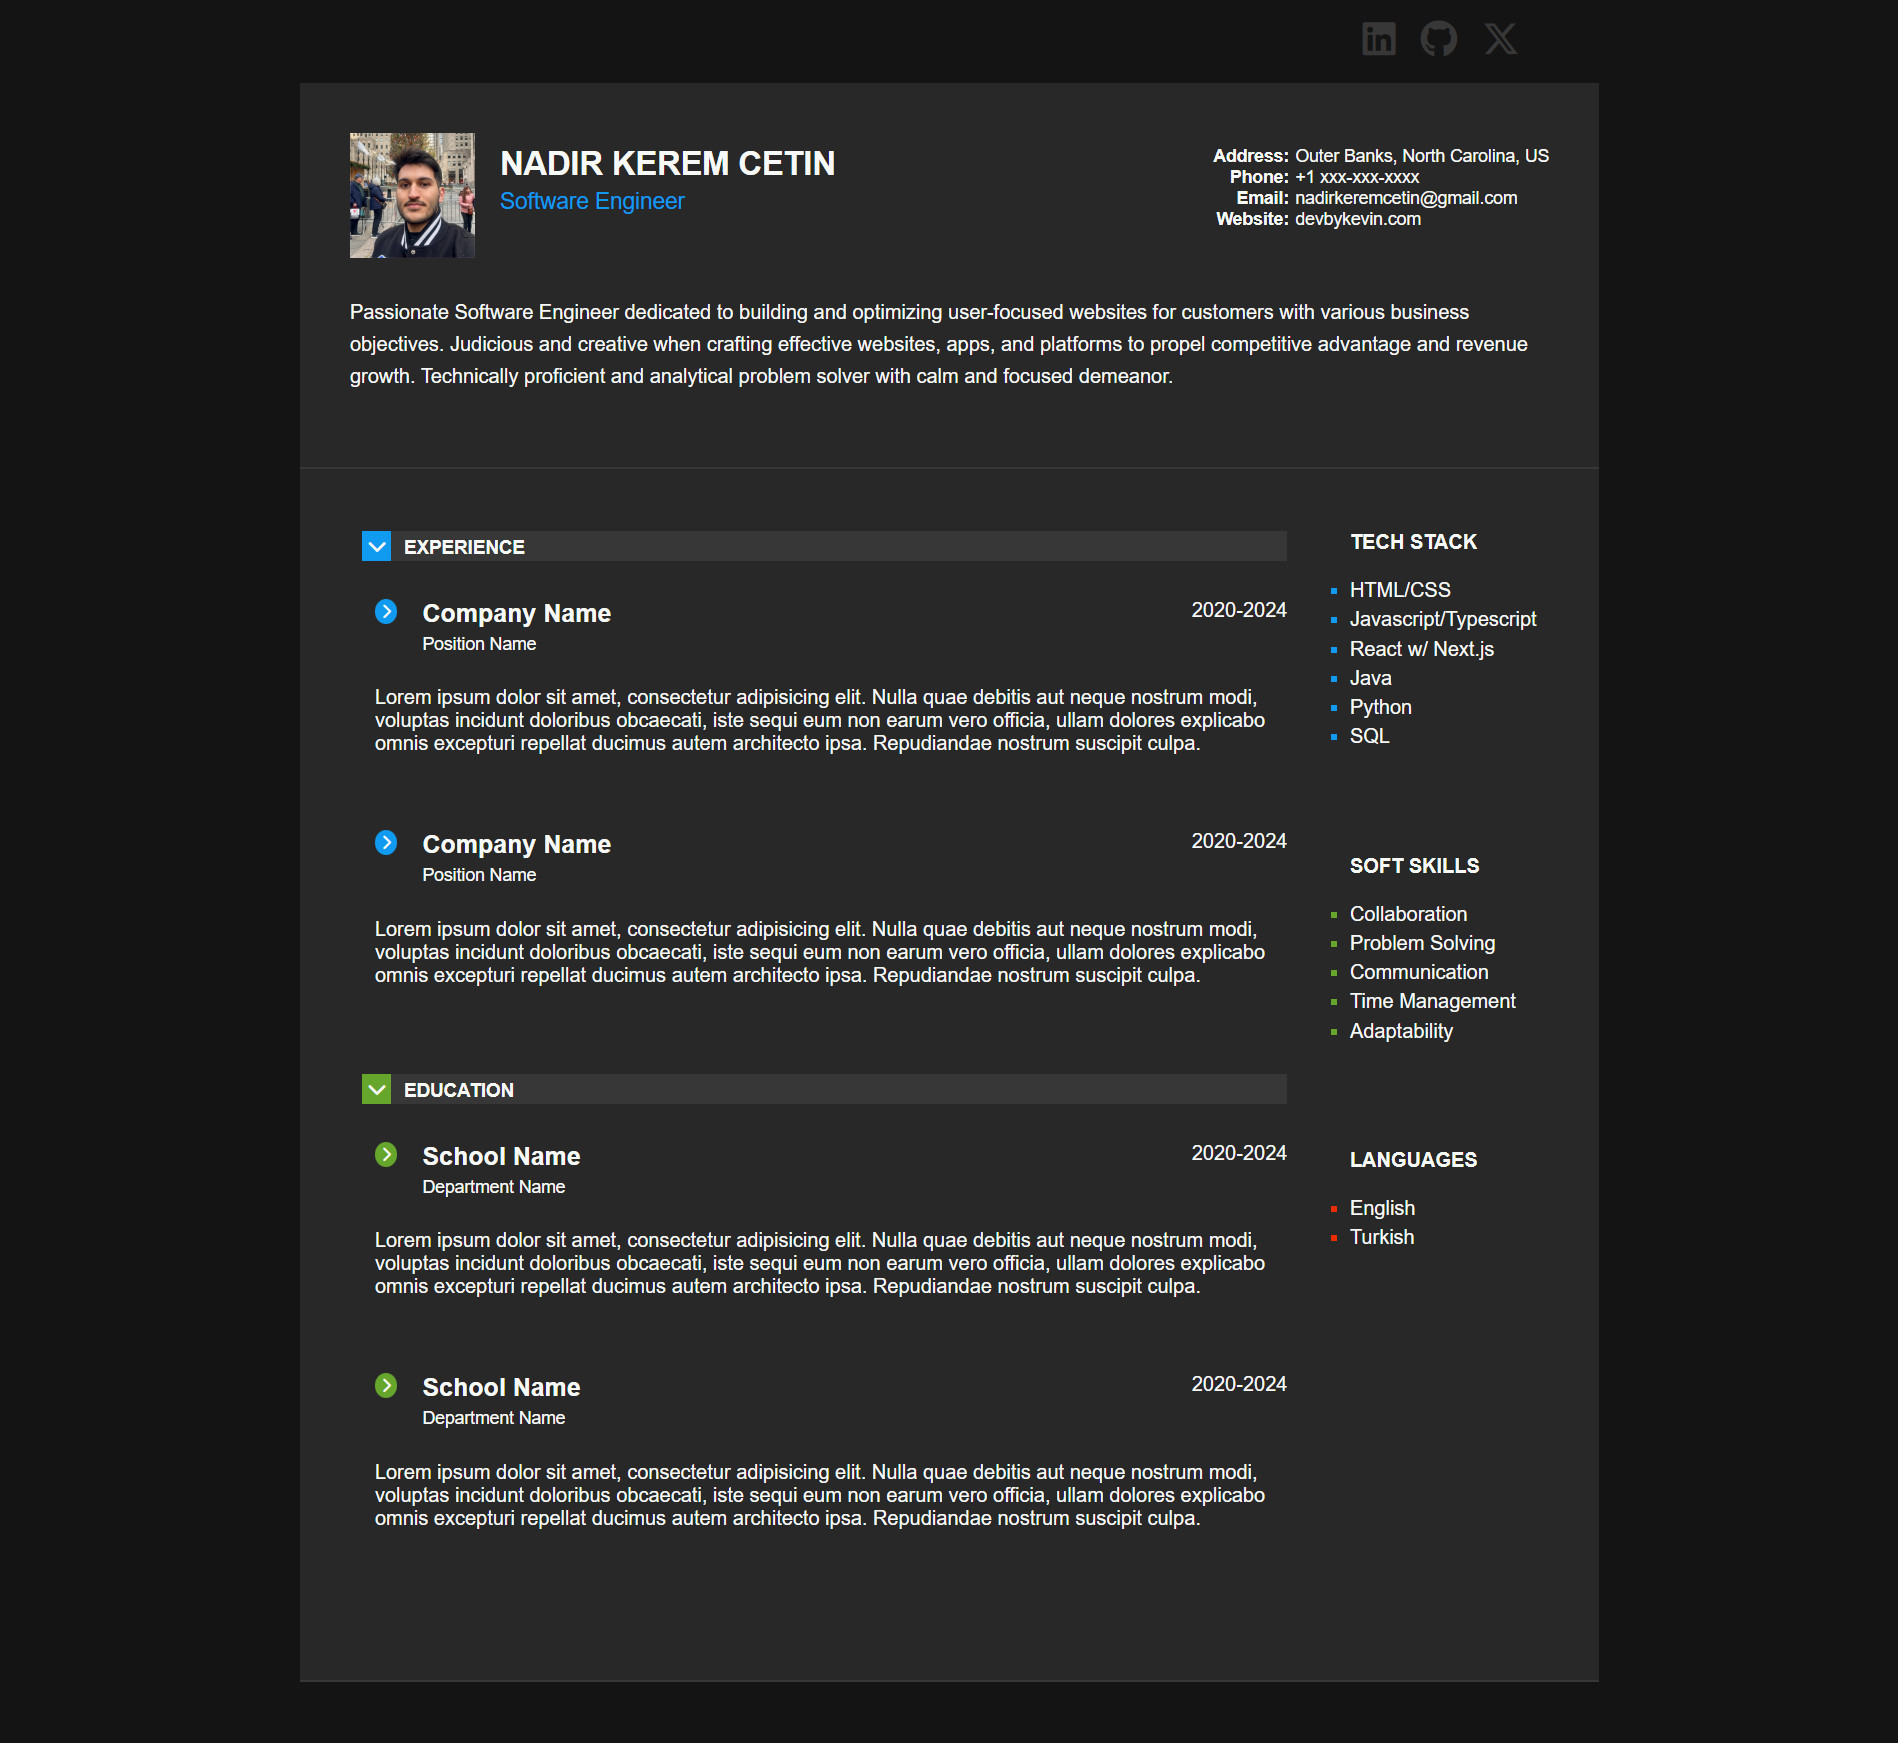 NADIR KEREM CETIN
Software Engineer
Address: Outer Banks, North Carolina, US
Phone: +1 xxx-xxx-xxxx
Email: nadirkeremcetin@gmail.com
Website: devbykevin.com
Passionate Software Engineer dedicated to building and optimizing user-focused websites for customers with various business
objectives. Judicious and creative when crafting effective websites, apps, and platforms to propel competitive advantage and revenue
growth. Technically proficient and analytical problem solver with calm and focused demeanor.
EXPERIENCE
Company Name
2020-2024
Position Name
Lorem ipsum dolor sit amet, consectetur adipisicing elit. Nulla quae debitis aut neque nostrum modi,
voluptas incidunt doloribus obcaecati, iste sequi eum non earum vero officia, ullam dolores explicabo
omnis excepturi repellat ducimus autem architecto ipsa. Repudiandae nostrum suscipit culpa.
Company Name
2020-2024
Position Name
Lorem ipsum dolor sit amet, consectetur adipisicing elit. Nulla quae debitis aut neque nostrum modi,
voluptas incidunt doloribus obcaecati, iste sequi eum non earum vero officia, ullam dolores explicabo
omnis excepturi repellat ducimus autem architecto ipsa. Repudiandae nostrum suscipit culpa.
EDUCATION
School Name
2020-2024
Department Name
Lorem ipsum dolor sit amet, consectetur adipisicing elit. Nulla quae debitis aut neque nostrum modi,
voluptas incidunt doloribus obcaecati, iste sequi eum non earum vero officia, ullam dolores explicabo
omnis excepturi repellat ducimus autem architecto ipsa. Repudiandae nostrum suscipit culpa.
School Name
2020-2024
Department Name
Lorem ipsum dolor sit amet, consectetur adipisicing elit. Nulla quae debitis aut neque nostrum modi,
voluptas incidunt doloribus obcaecati, iste sequi eum non earum vero officia, ullam dolores explicabo
omnis excepturi repellat ducimus autem architecto ipsa. Repudiandae nostrum suscipit culpa.
TECH STACK
HTML/CSS
Javascript/Typescript
React w/ Next.js
Java
Python
SQL
SOFT SKILLS
Collaboration
Problem Solving
Communication
Time Management
Adaptability
LANGUAGES
English
Turkish